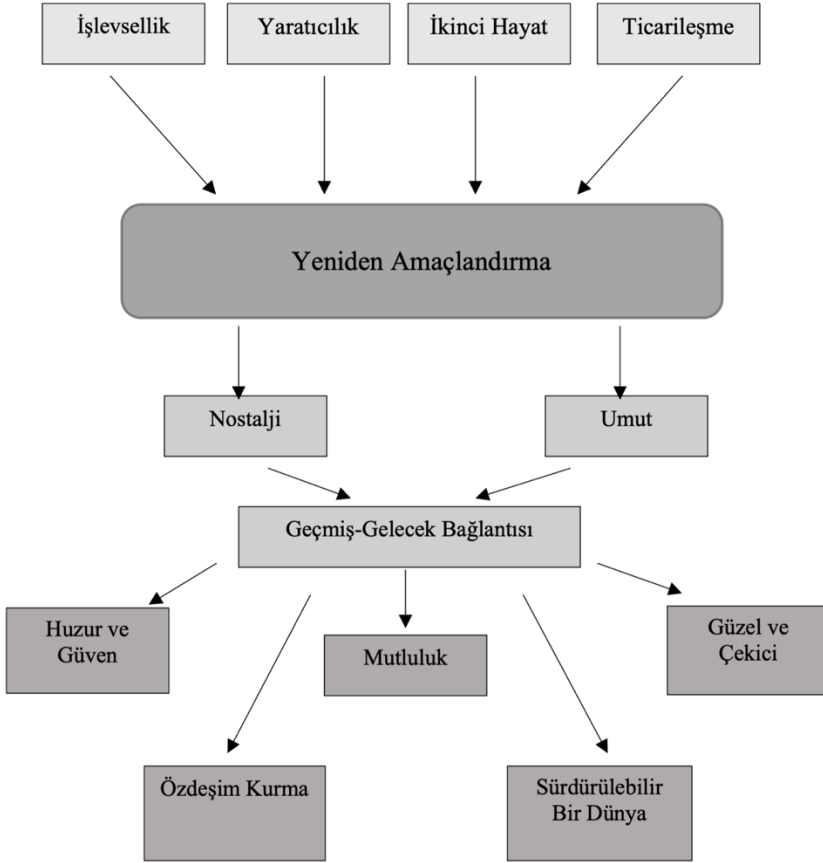 İşlevsellik
Yaratıcılık
İkinci Hayat
Ticarileşme
Yeniden Amaçlandırma
Nostalji
Umut
Geçmiş-Gelecek Bağlantısı
Huzur ve
Güven
Mutluluk
Güzel ve
Çekici
Özdeşim Kurma
Sürdürülebilir
Bir Dünya